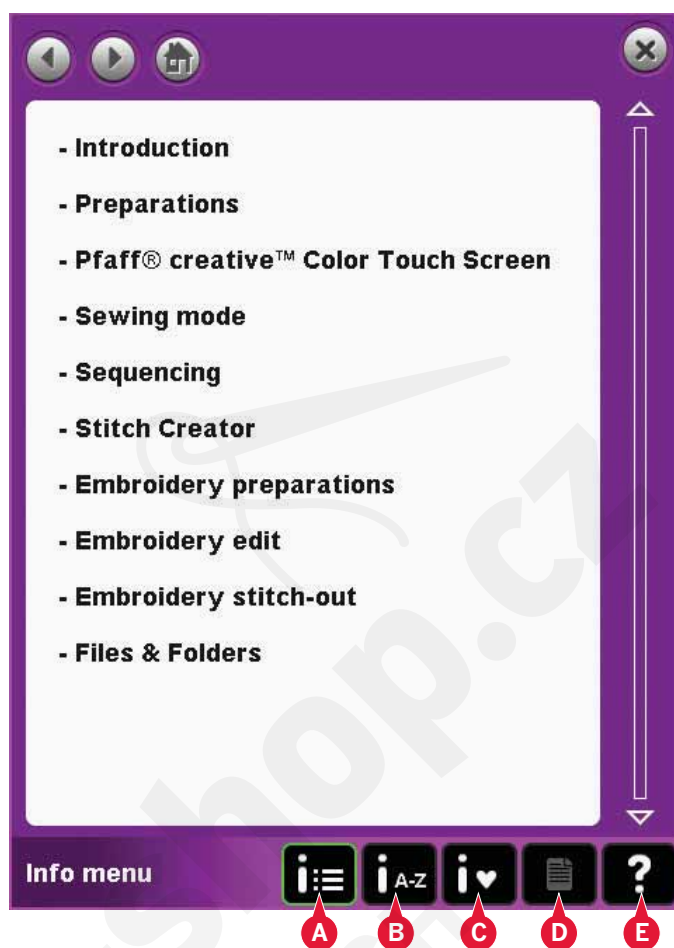 - Introduction
- Preparations
- Pfaff® creative™ Color Touch Screen
- Sewing mode
- Sequencing
- Stitch Creator
- Embroidery preparations
- Embroidery edit
- Embroidery stitch-out
- Files & Folders
Info menu
i i A-Z i ?
A B C D E